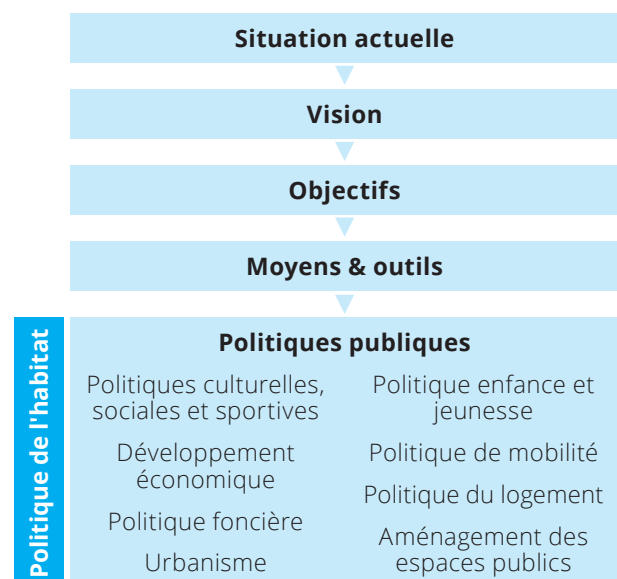 Situation actuelle
Vision
Objectifs
Moyens & outils
Politique de l'habitat
Politiques publiques
Politiques culturelles,
sociales et sportives
Développement
économique
Politique foncière
Urbanisme
Politique enfance et
jeunesse
Politique de mobilité
Politique du logement
Aménagement des
espaces publics